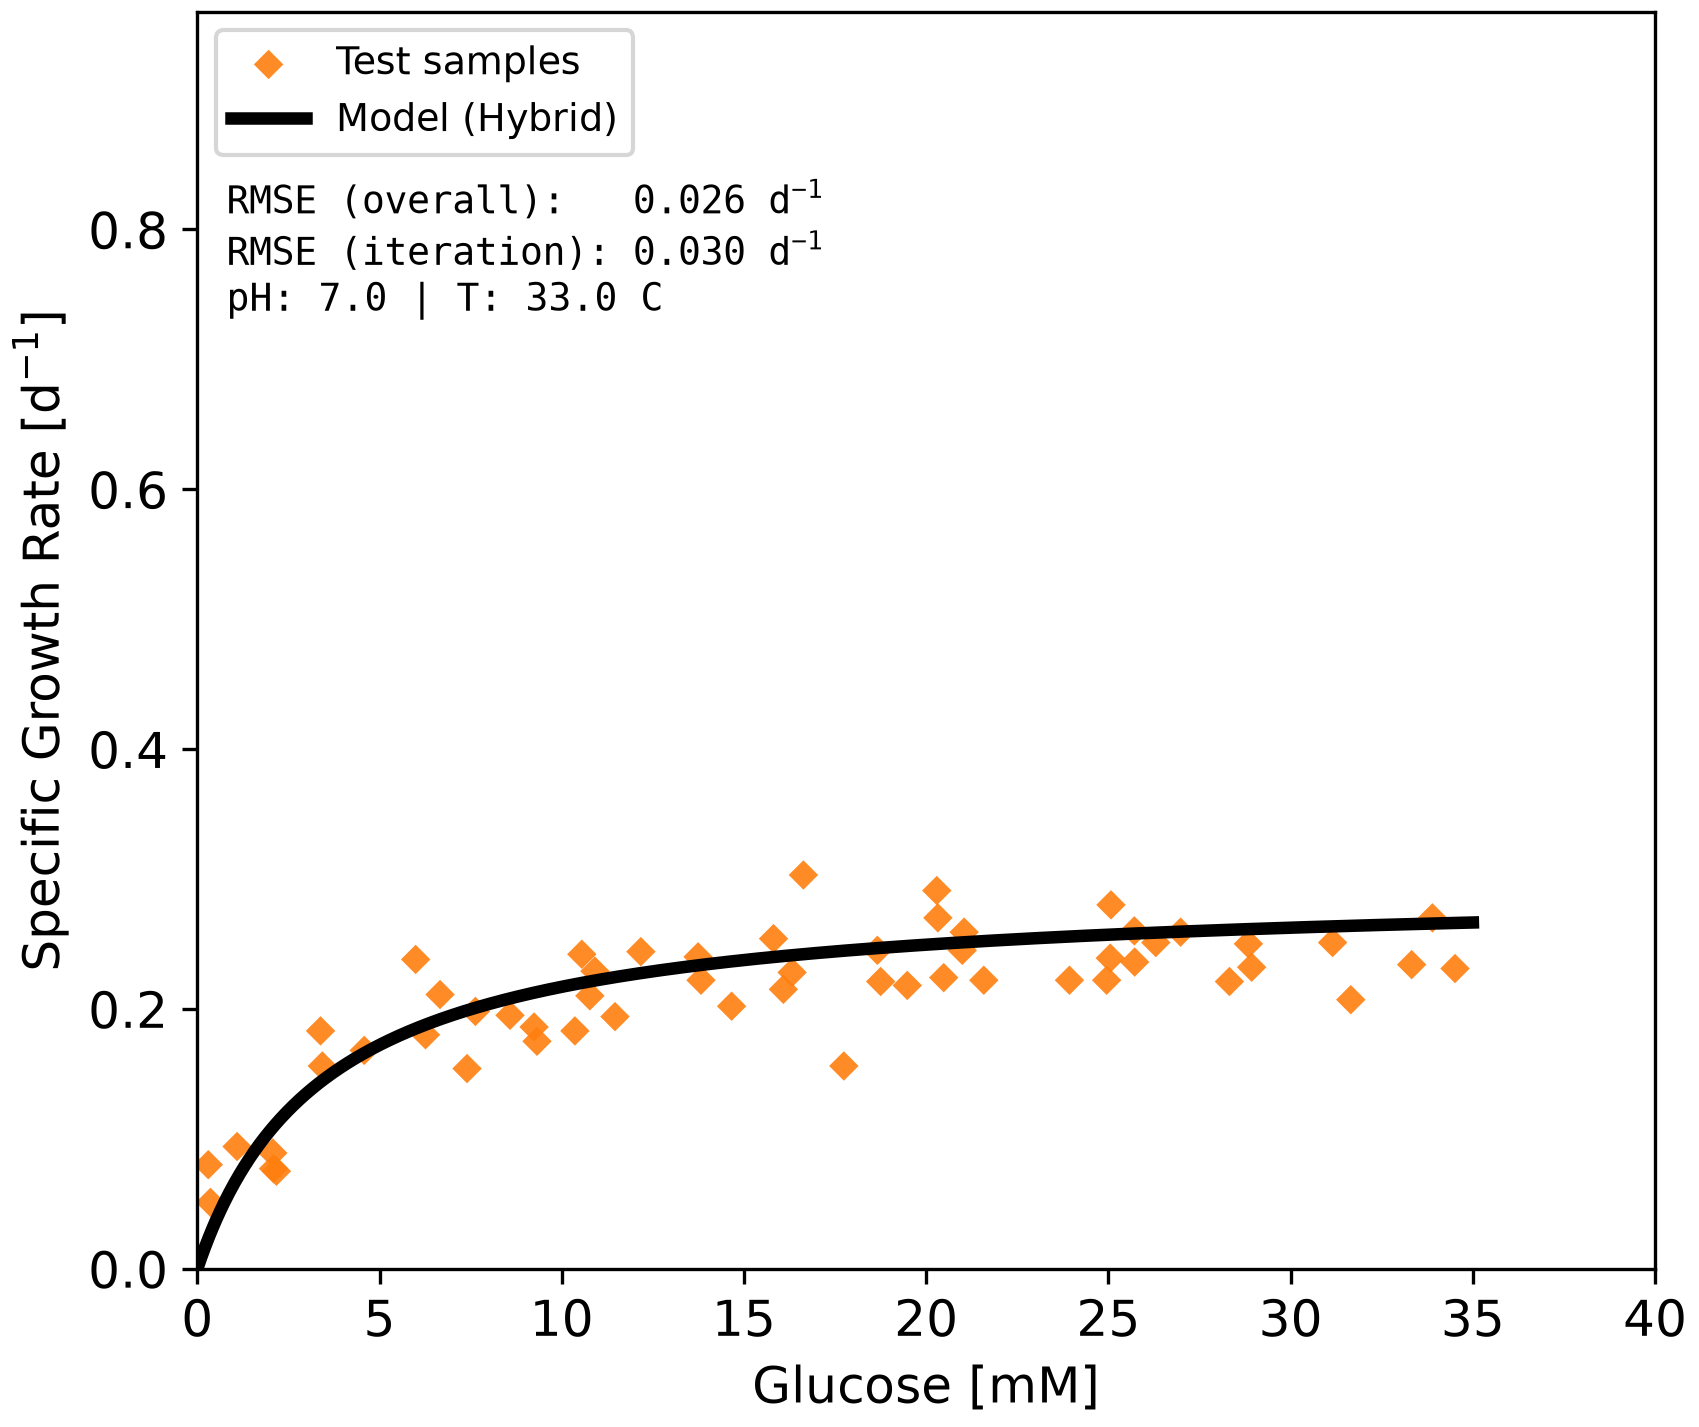 Test samples
Model (Hybrid)
RMSE (overall):   0.026 d⁻¹
RMSE (iteration): 0.030 d⁻¹
pH: 7.0 | T: 33.0 C
Specific Growth Rate [d⁻¹]
0.8
0.6
0.4
0.2
0.0
0 5 10 15 20 25 30 35 40
Glucose [mM]